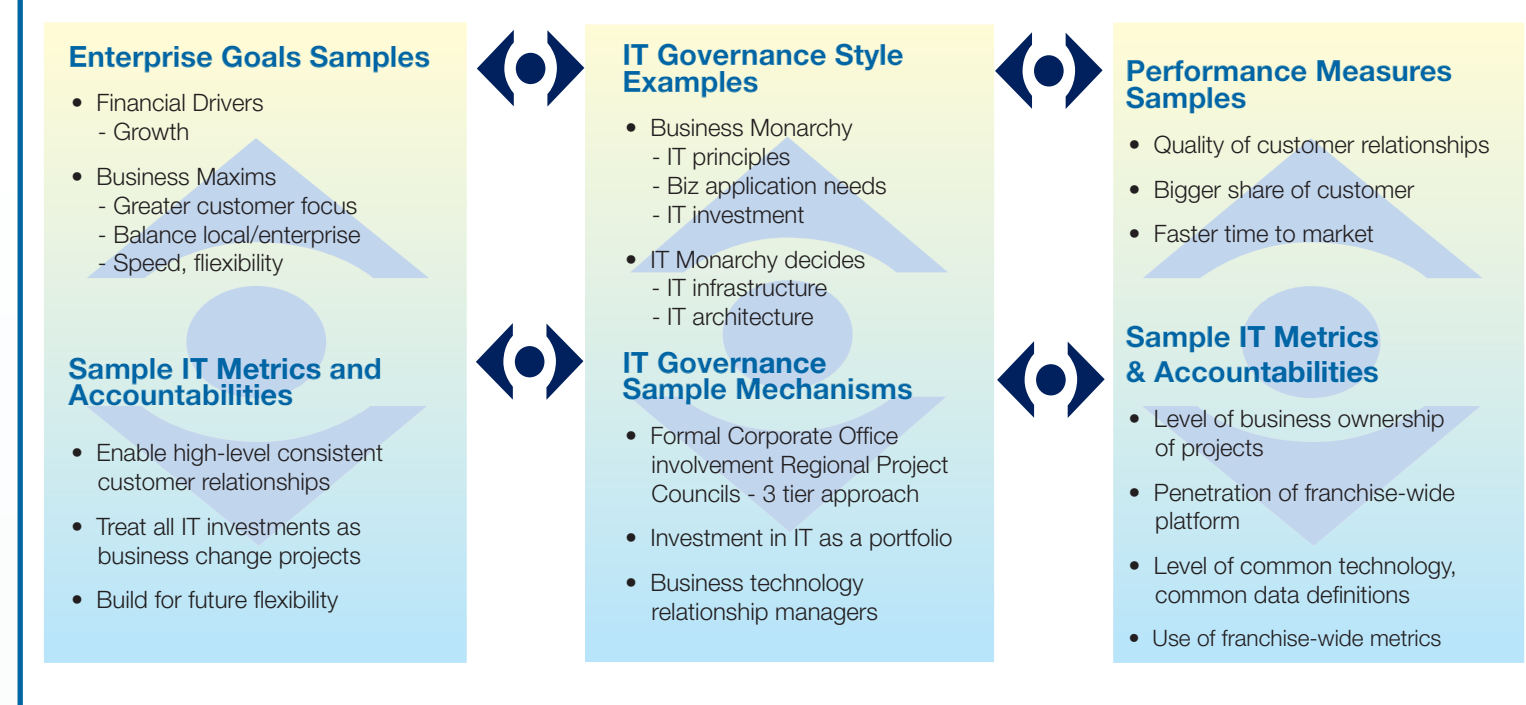 Enterprise Goals Samples
• Financial Drivers
- Growth
• Business Maxims
- Greater customer focus
- Balance local/enterprise
- Speed, fliexibility
Sample IT Metrics and
Accountabilities
• Enable high-level consistent
customer relationships
• Treat all IT investments as
business change projects
• Build for future flexibility
IT Governance Style
Examples
• Business Monarchy
- IT principles
- Biz application needs
- IT investment
• IT Monarchy decides
- IT infrastructure
- IT architecture
IT Governance
Sample Mechanisms
• Formal Corporate Office
involvement Regional Project
Councils - 3 tier approach
• Investment in IT as a portfolio
• Business technology
relationship managers
Performance Measures
Samples
• Quality of customer relationships
• Bigger share of customer
• Faster time to market
Sample IT Metrics
& Accountabilities
• Level of business ownership
of projects
• Penetration of franchise-wide
platform
• Level of common technology,
common data definitions
• Use of franchise-wide metrics